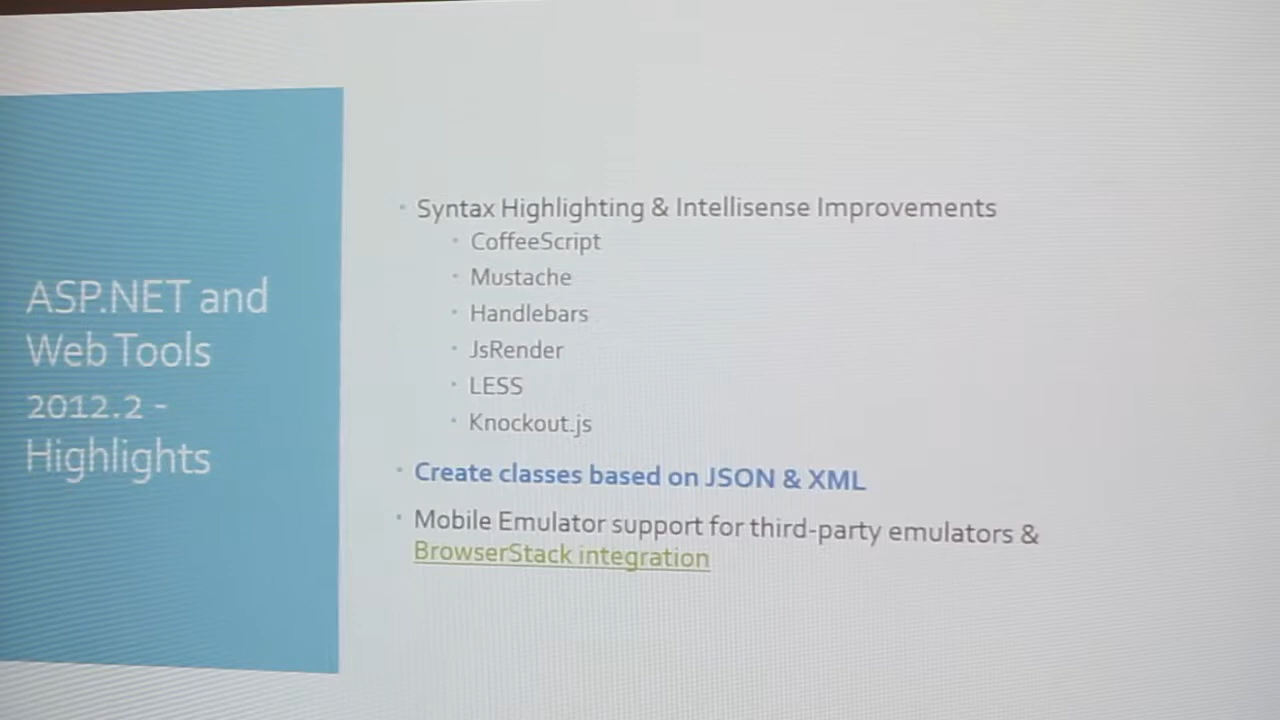 ASP.NET and
Web Tools
2012.2 -
Highlights
Syntax Highlighting & Intellisense Improvements
CoffeeScript
Mustache
Handlebars
JsRender
LESS
Knockout.js
Create classes based on JSON & XML
Mobile Emulator support for third-party emulators &
BrowserStack integration